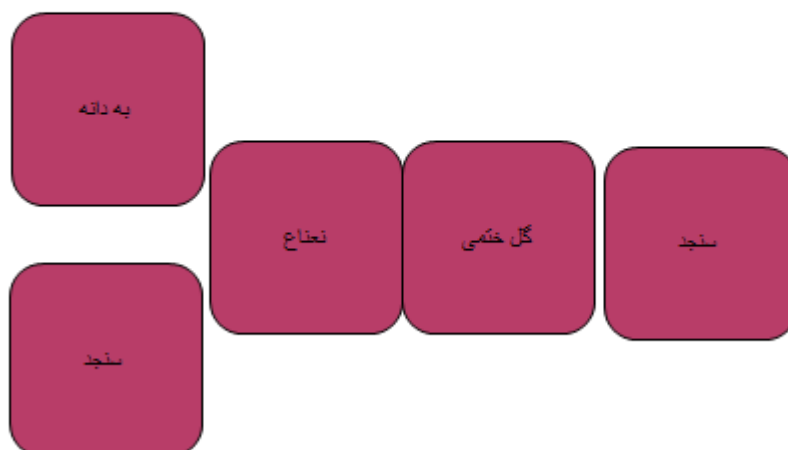 به دانه
سنجد
گل ختمی
نعناع
سنجد